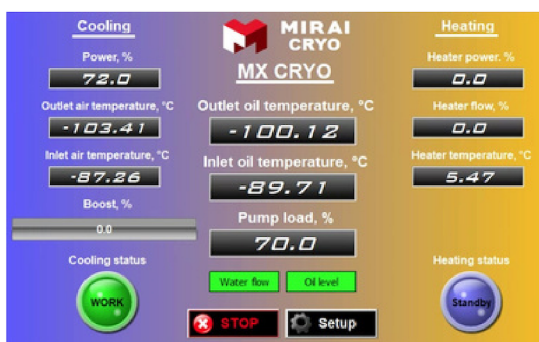 Cooling
Power, %
72.0
Outlet air temperature, °C
-103.41
Inlet air temperature, °C
-87.26
Boost, %
0.0
Cooling status
WORK
MIRAI
CRYO
MX CRYO
Outlet oil temperature, °C
-100.12
Inlet oil temperature, °C
-89.71
Pump load, %
70.0
Water flow
Oil level
STOP
Setup
Heating
Heater power. %
0.0
Heater flow, %
0.0
Heater temperature, °C
5.47
Heating status
Standby